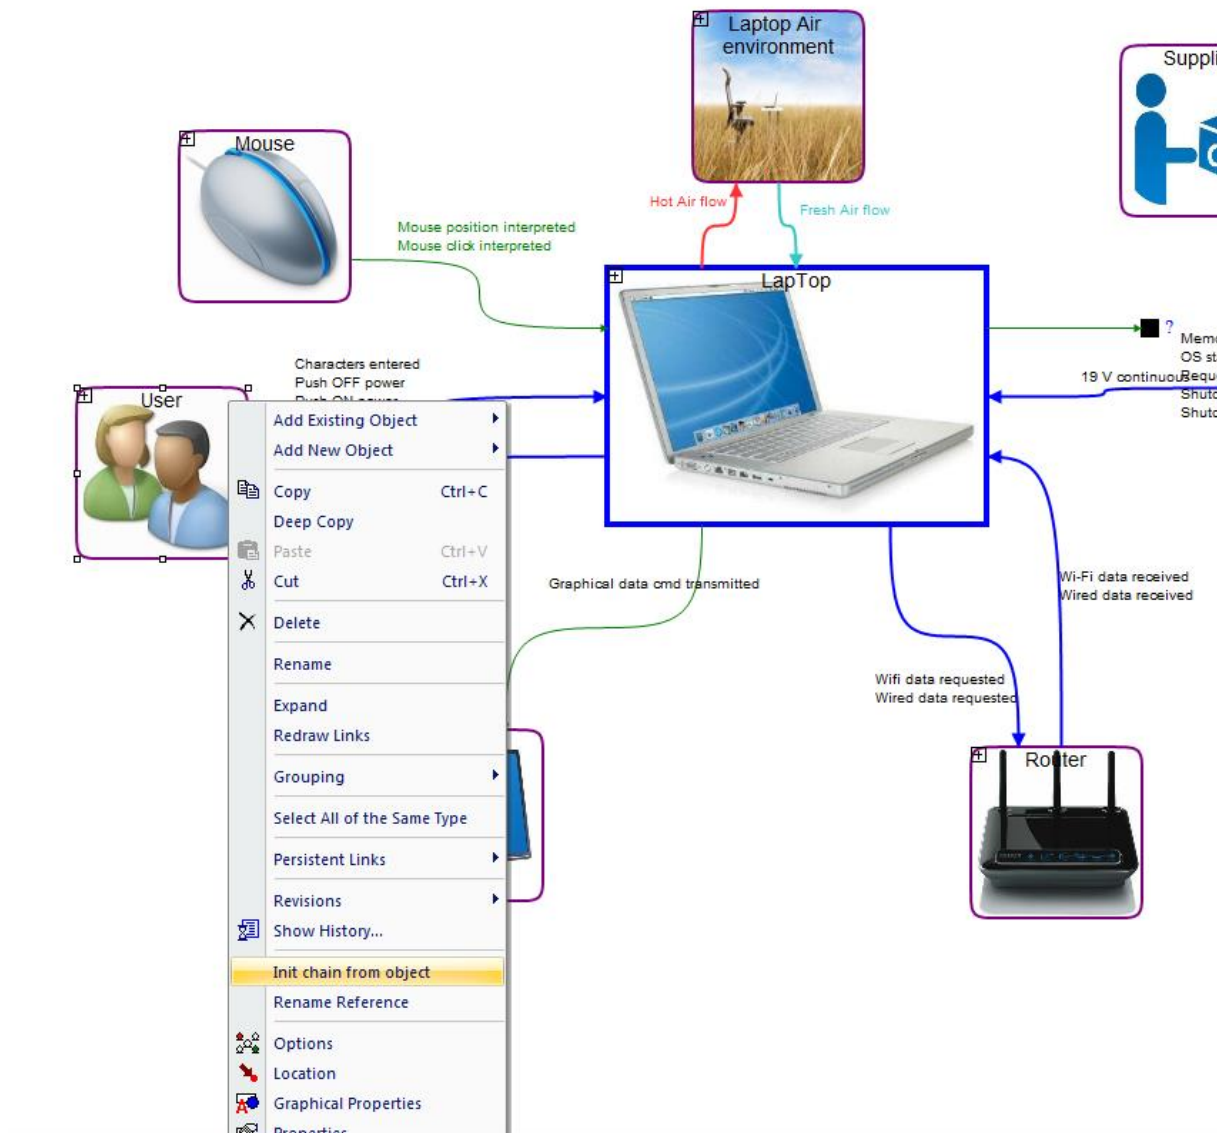 Laptop Air
environment
Mouse
Hot Air flow
Fresh Air flow
Mouse position interpreted
Mouse click interpreted
LapTop
?
19 V continuous
Characters entered
Push OFF power
Push ON power
User
Add Existing Object
Add New Object
Copy Ctrl+C
Deep Copy
Paste Ctrl+V
Cut Ctrl+X
Delete
Rename
Expand
Redraw Links
Grouping
Select All of the Same Type
Persistent Links
Revisions
Show History...
Init chain from object
Rename Reference
Options
Location
Graphical Properties
Properties
Graphical data cmd transmitted
Wi-Fi data received
Wired data received
Wifi data requested
Wired data requested
Router